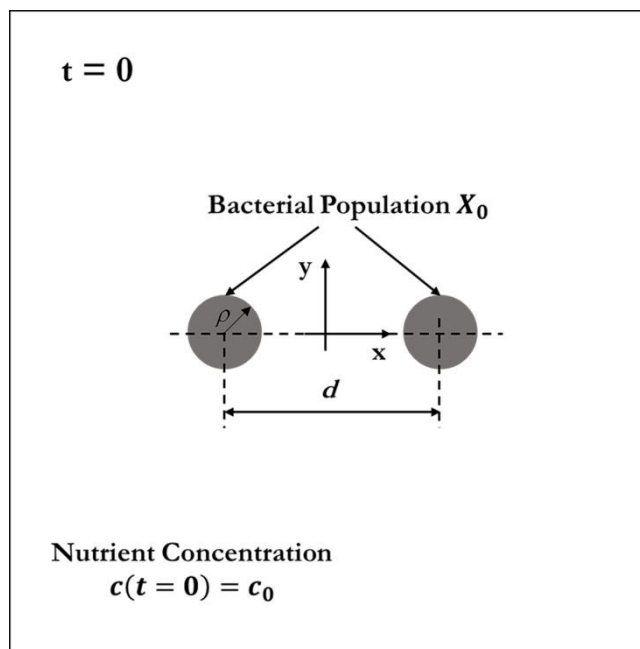 t = 0
Bacterial Population X₀
y
ρ
x
d
Nutrient Concentration
c(t = 0) = c₀